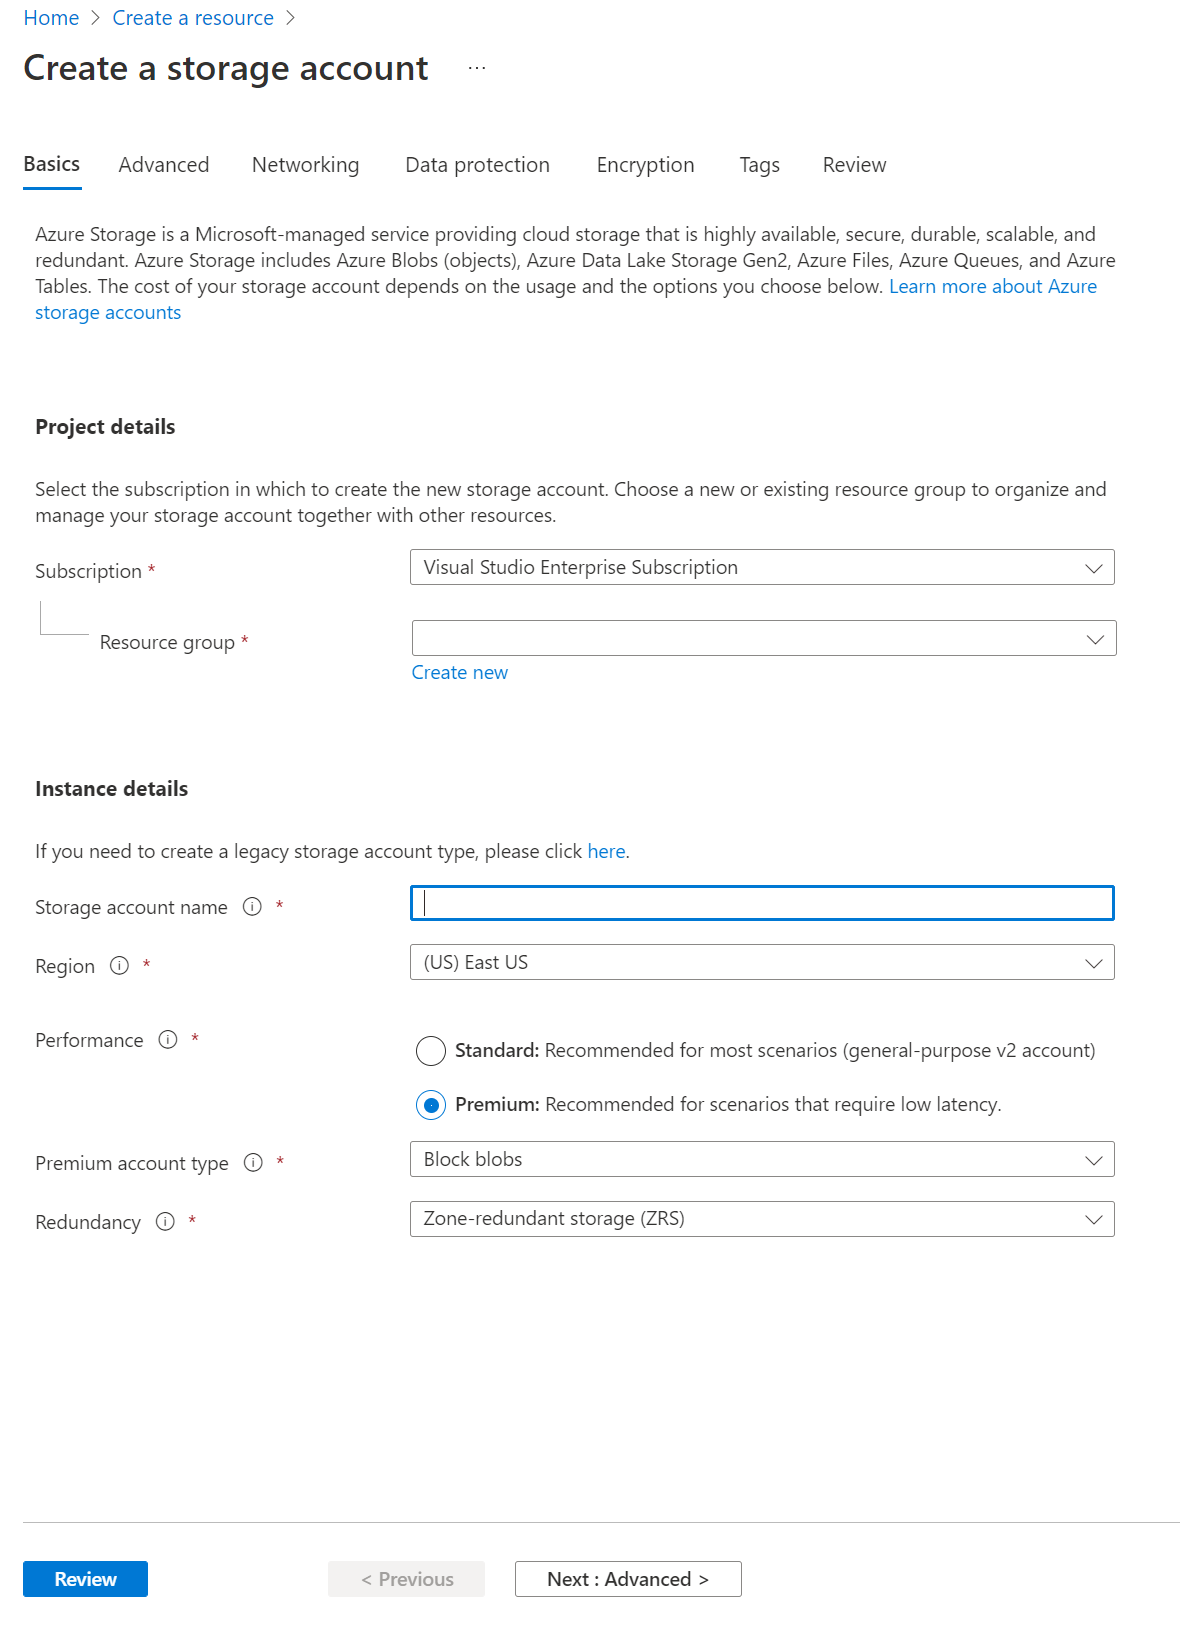 Home > Create a resource >
Create a storage account ...
Basics Advanced Networking Data protection Encryption Tags Review
Azure Storage is a Microsoft-managed service providing cloud storage that is highly available, secure, durable, scalable, and
redundant. Azure Storage includes Azure Blobs (objects), Azure Data Lake Storage Gen2, Azure Files, Azure Queues, and Azure
Tables. The cost of your storage account depends on the usage and the options you choose below. Learn more about Azure
storage accounts
Project details
Select the subscription in which to create the new storage account. Choose a new or existing resource group to organize and
manage your storage account together with other resources.
Subscription * Visual Studio Enterprise Subscription
Resource group *
Create new
Instance details
If you need to create a legacy storage account type, please click here.
Storage account name *
Region * (US) East US
Performance * Standard: Recommended for most scenarios (general-purpose v2 account)
Premium: Recommended for scenarios that require low latency.
Premium account type * Block blobs
Redundancy * Zone-redundant storage (ZRS)
Review < Previous Next : Advanced >